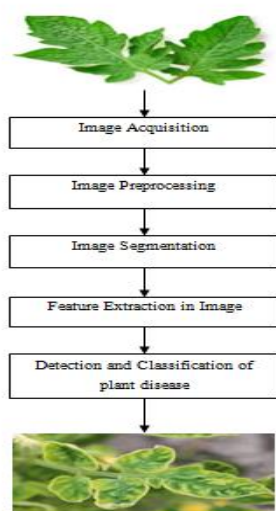 Image Acquisition
Image Preprocessing
Image Segmentation
Feature Extraction in Image
Detection and Classification of
plant disease